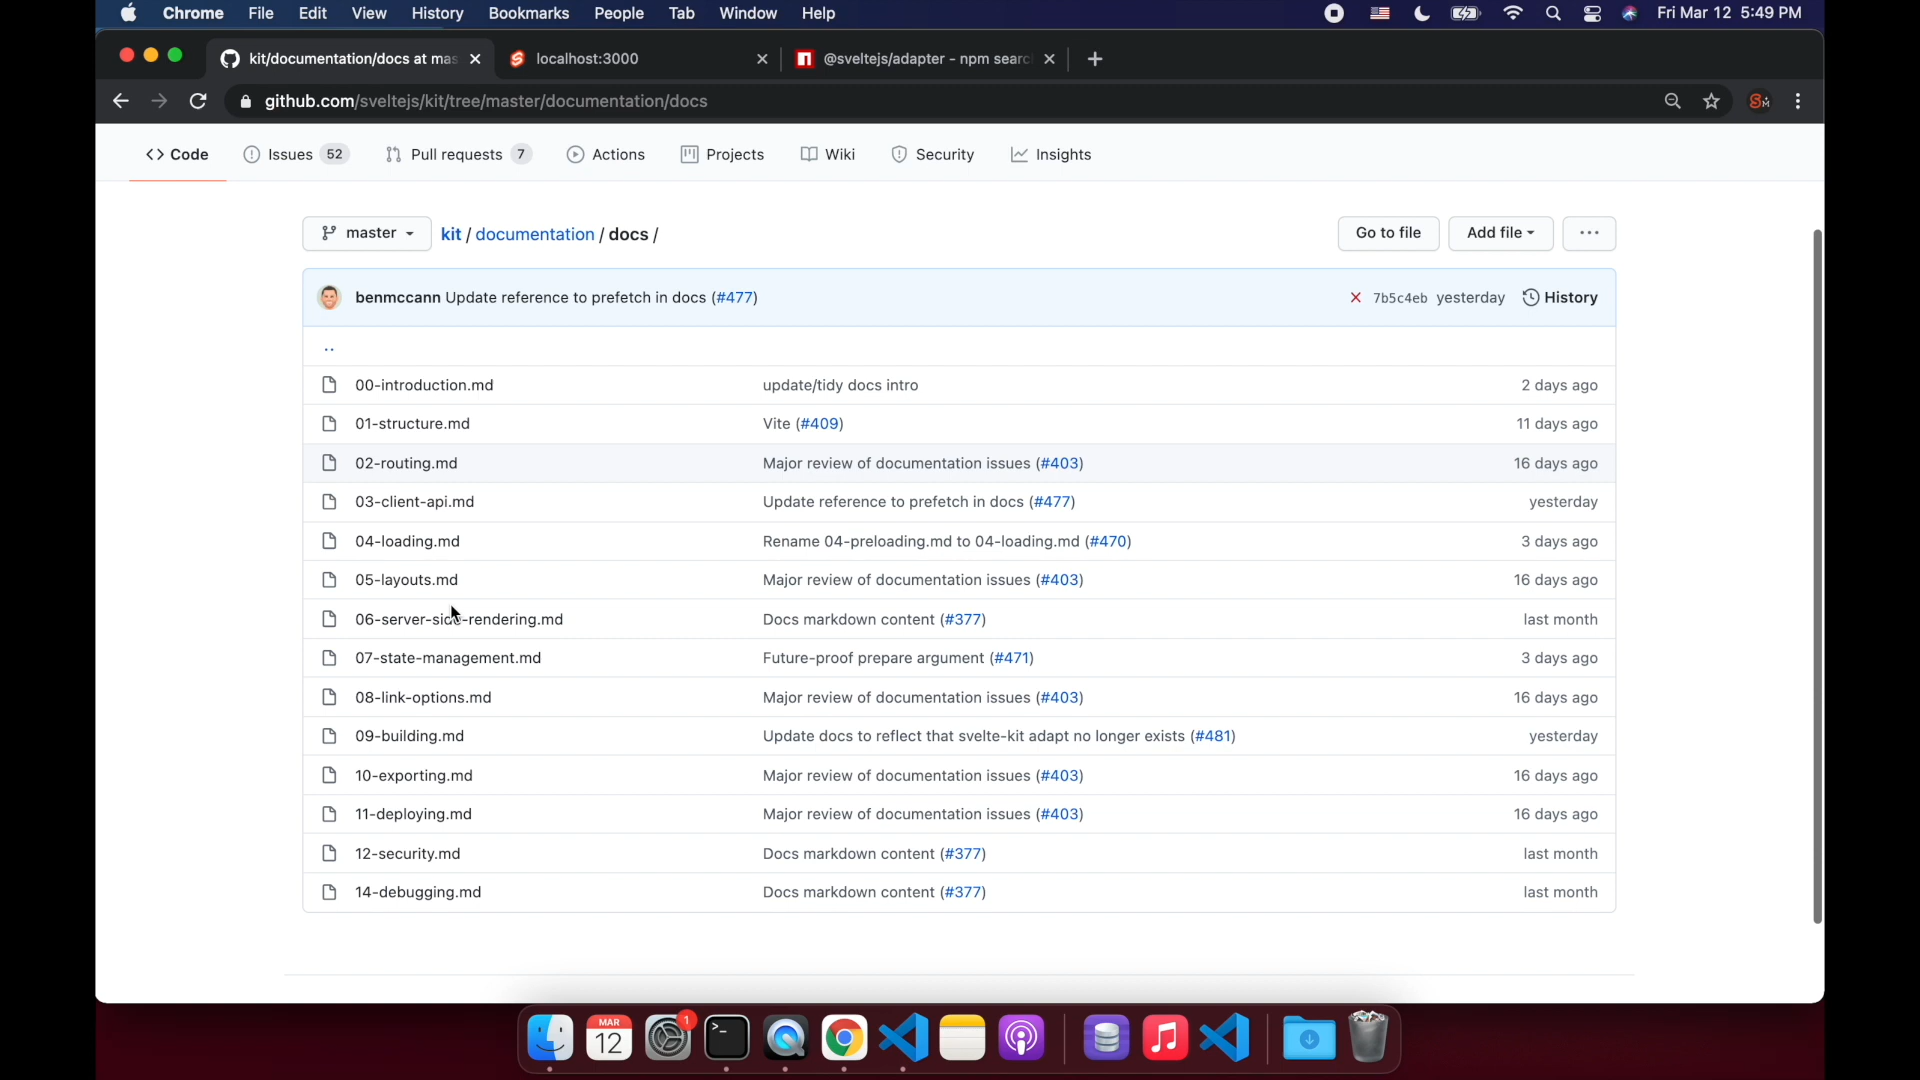 Chrome File Edit View History Bookmarks People Tab Window Help Fri Mar 12 5:49 PM
kit/documentation/docs at mas localhost:3000 @sveltejs/adapter - npm searc
github.com/sveltejs/kit/tree/master/documentation/docs
Code Issues 52 Pull requests 7 Actions Projects Wiki Security Insights
master kit / documentation / docs / Go to file Add file ...
benmccann Update reference to prefetch in docs (#477) 7b5c4eb yesterday History
..
00-introduction.md update/tidy docs intro 2 days ago
01-structure.md Vite (#409) 11 days ago
02-routing.md Major review of documentation issues (#403) 16 days ago
03-client-api.md Update reference to prefetch in docs (#477) yesterday
04-loading.md Rename 04-preloading.md to 04-loading.md (#470) 3 days ago
05-layouts.md Major review of documentation issues (#403) 16 days ago
06-server-side-rendering.md Docs markdown content (#377) last month
07-state-management.md Future-proof prepare argument (#471) 3 days ago
08-link-options.md Major review of documentation issues (#403) 16 days ago
09-building.md Update docs to reflect that svelte-kit adapt no longer exists (#481) yesterday
10-exporting.md Major review of documentation issues (#403) 16 days ago
11-deploying.md Major review of documentation issues (#403) 16 days ago
12-security.md Docs markdown content (#377) last month
14-debugging.md Docs markdown content (#377) last month
MAR 1
12